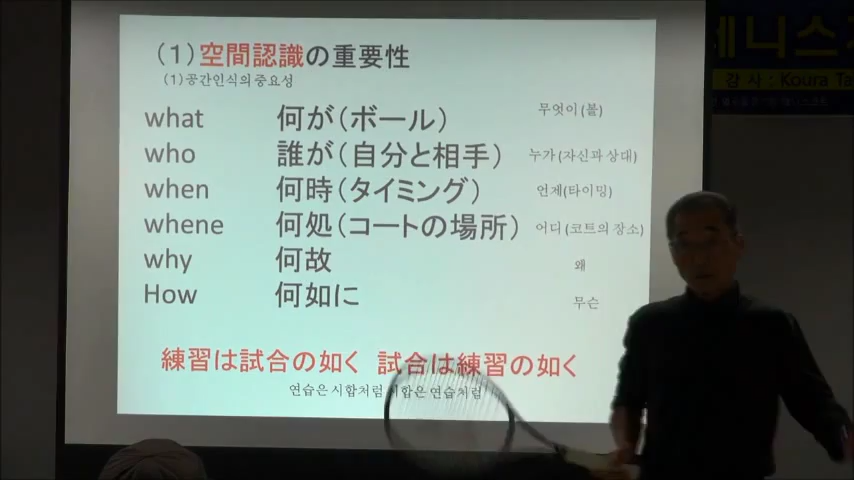 (1)空間認識の重要性
(1)공간인식의 중요성
what 何が(ボール) 무엇이 (볼)
who 誰が(自分と相手) 누가 (자신과 상대)
when 何時(タイミング) 언제(타이밍)
whene 何処(コートの場所) 어디 (코트의 장소)
why 何故 왜
How 何如に 무슨
練習は試合の如く 試合は練習の如く
연습은 시합처럼 시합은 연습처럼
테니스
강 사 : Koura Ta